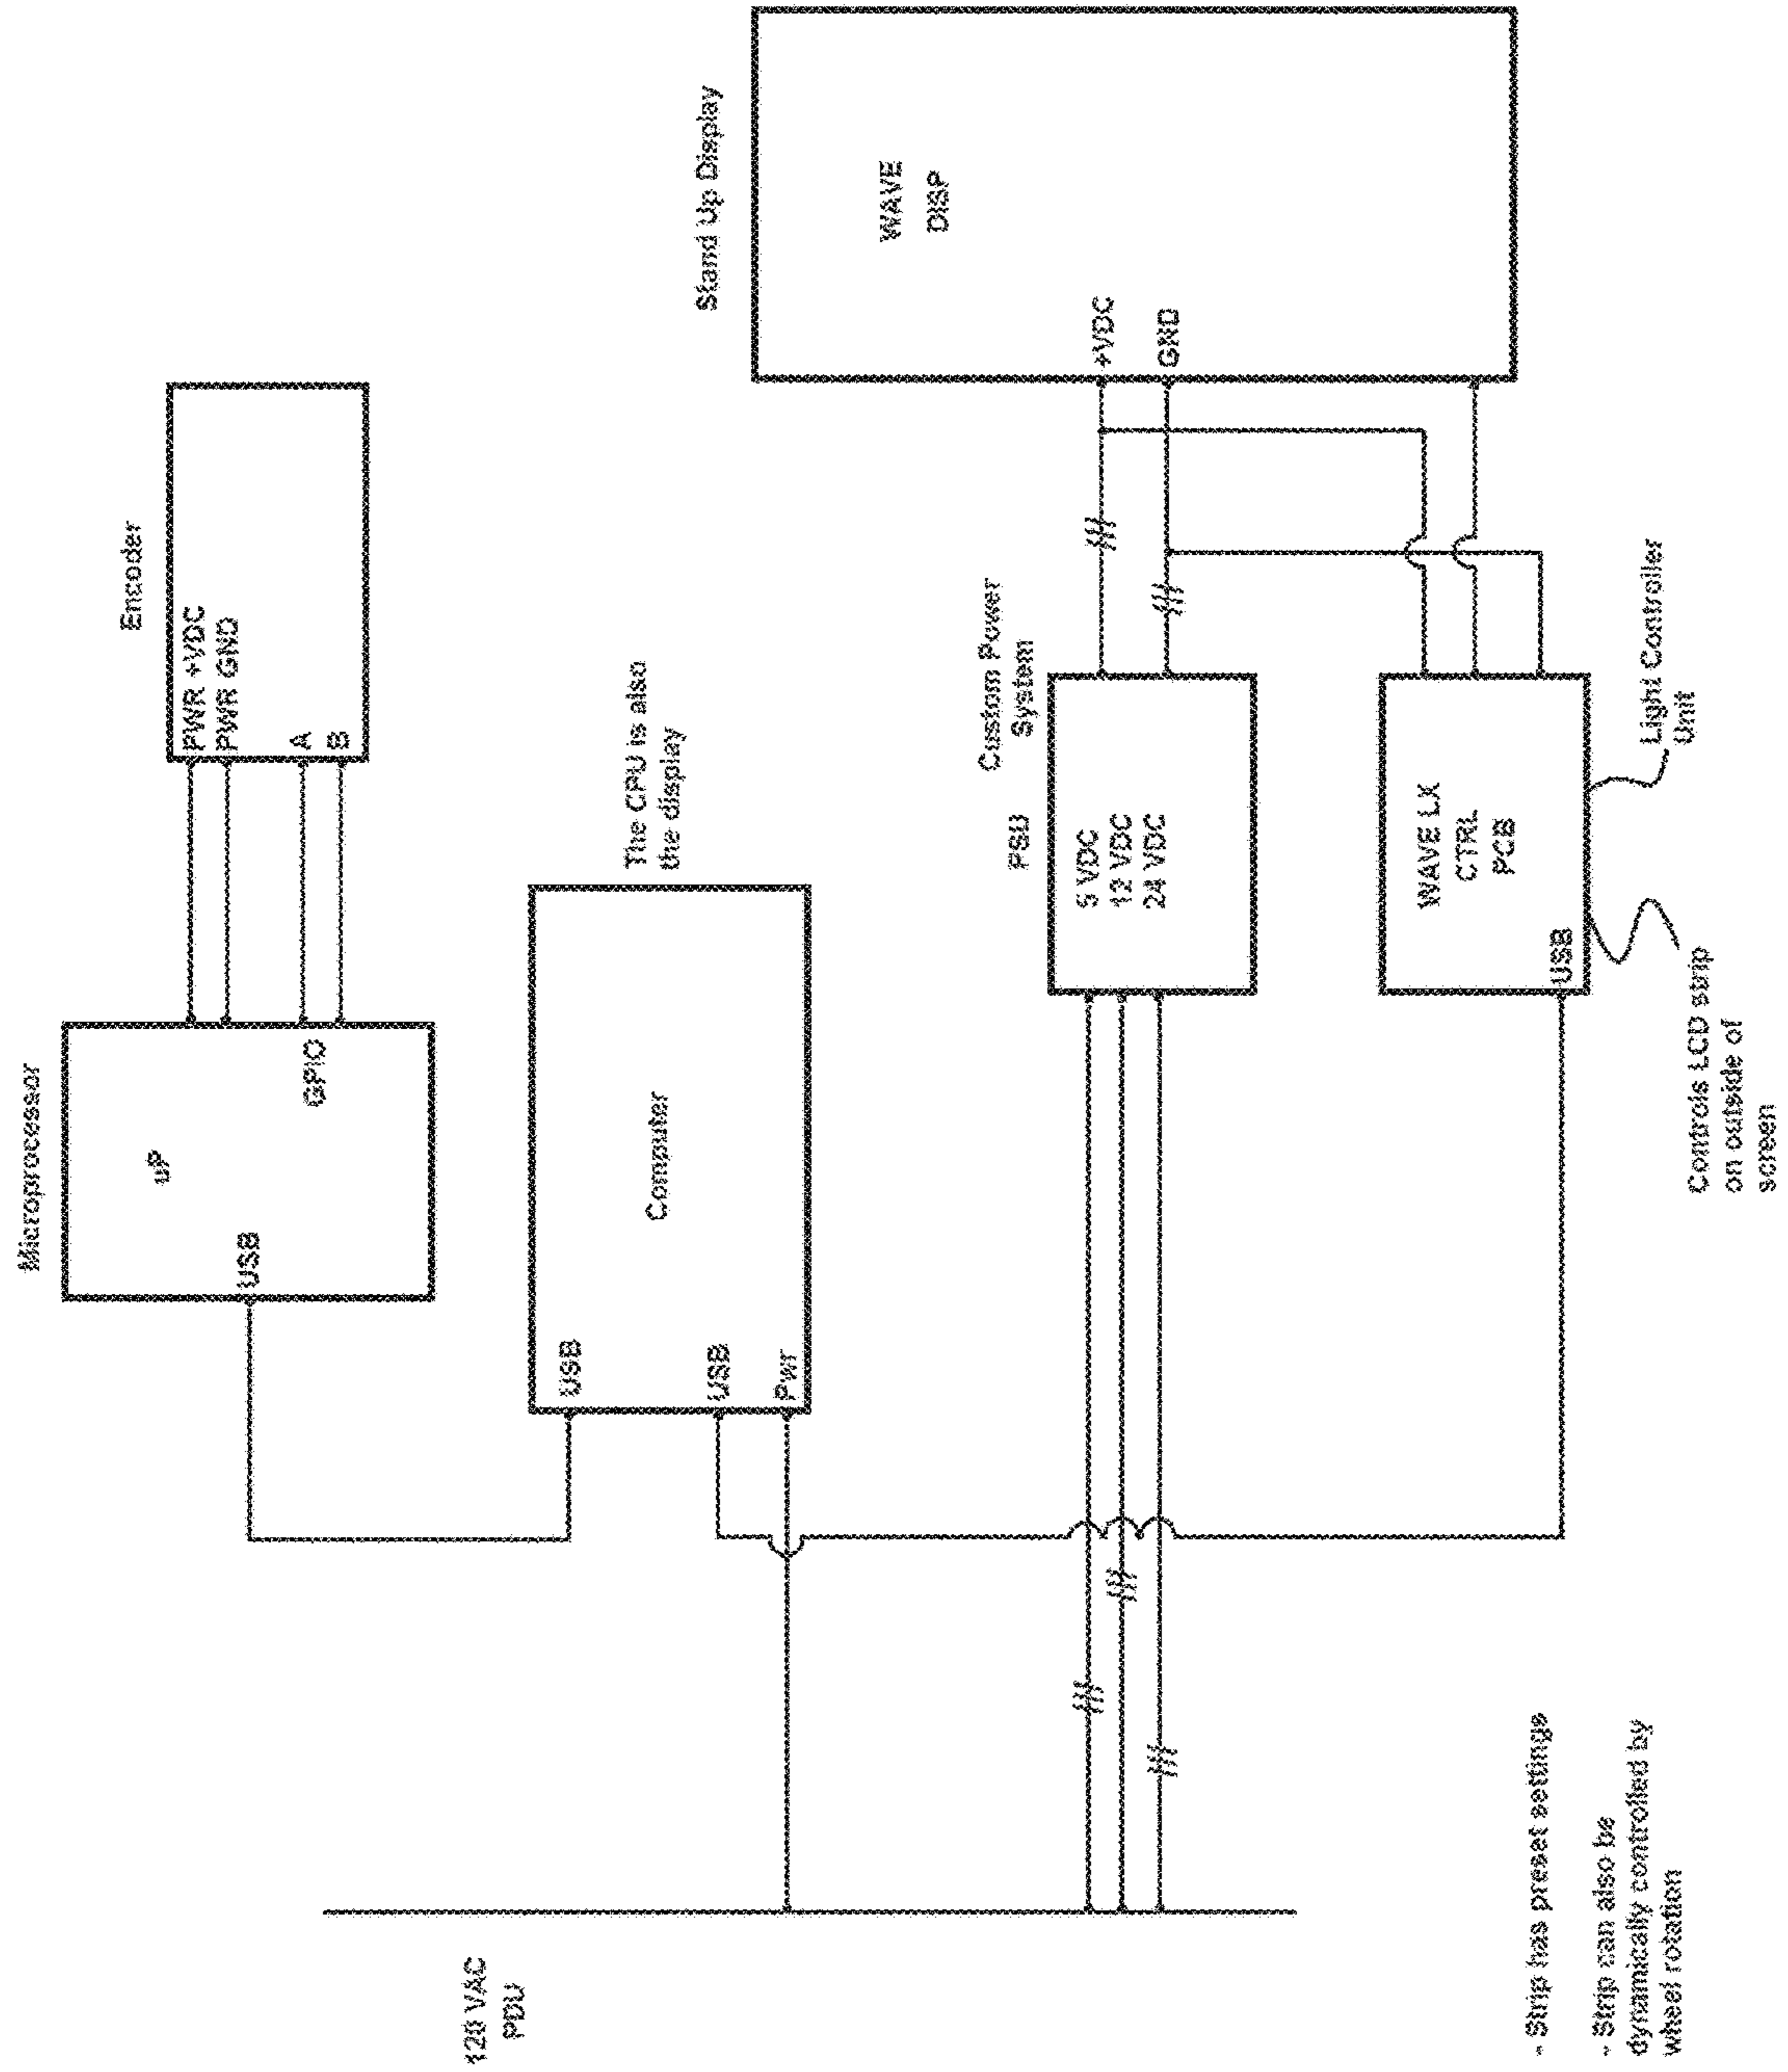 Microprocessor
uP
USB
GPIO
Encoder
PWR +VDC
PWR GND
A
B
120 VAC
PDU
USB
Computer
USB
Pwr
The CPU is also
the display
Stand Up Display
WAVE
DISP
+VDC
GND
Custom Power
System
PSD
5 VDC
12 VDC
24 VDC
WAVE LX
CTRL
PCB
USB
Light Controller
Unit
Controls LCD strip
on outside of
screen
- Strip has preset settings
- Strip can also be
dynamically controlled by
wheel rotation